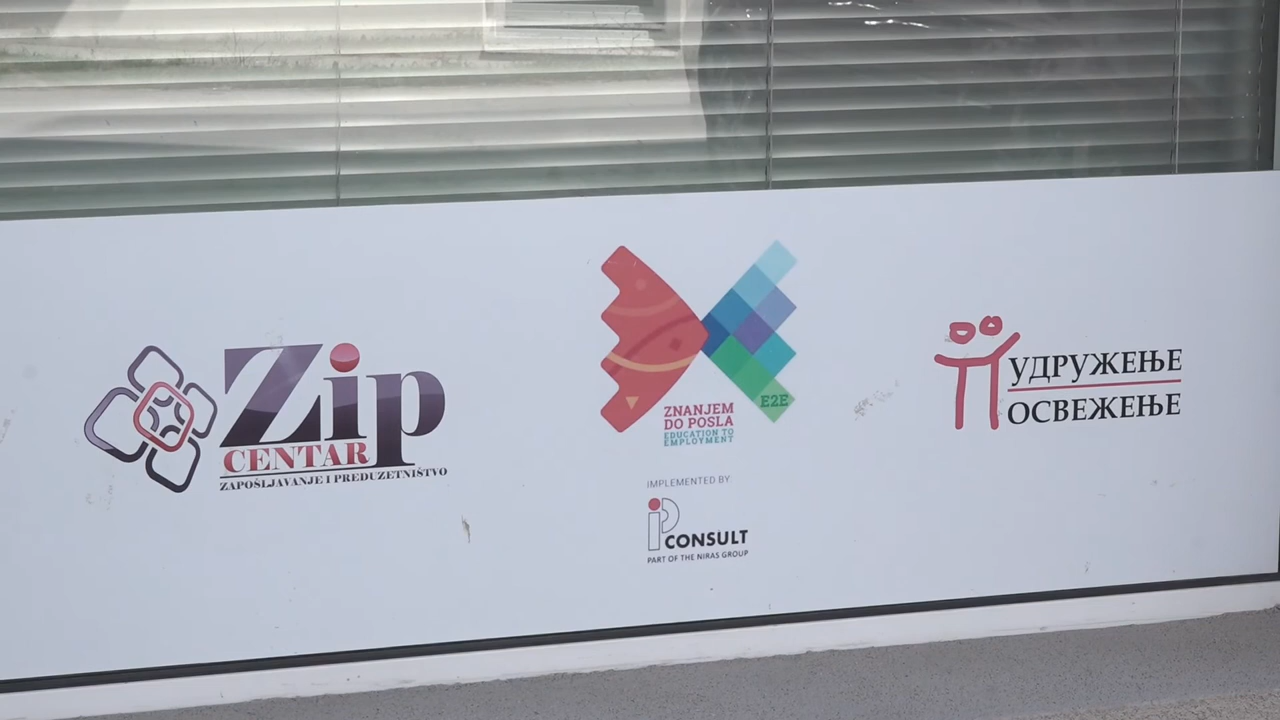 Zip
CENTAR
ZAPOŠLJAVANJE I PREDUZETNIŠTVO
ZNANJEM
DO POSLA
EDUCATION TO
EMPLOYMENT
E2E
IMPLEMENTED BY:
IP CONSULT
PART OF THE NIRAS GROUP
УДРУЖЕЊЕ
ОСВЕЖЕЊЕ